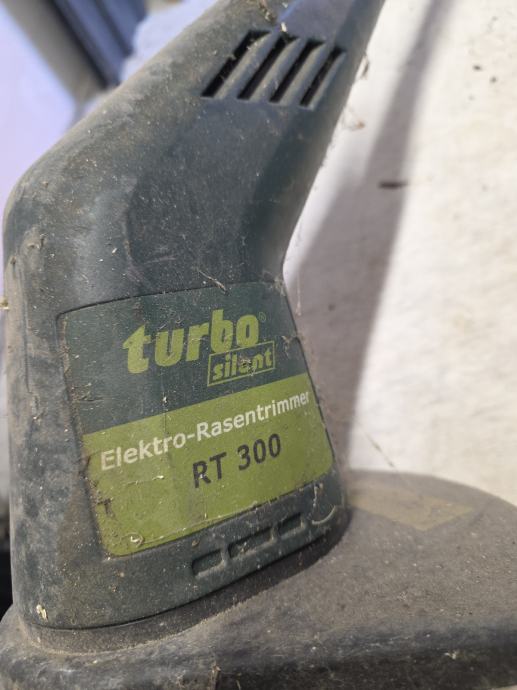 turbo®
silent
Elektro-Rasentrimmer
RT 300